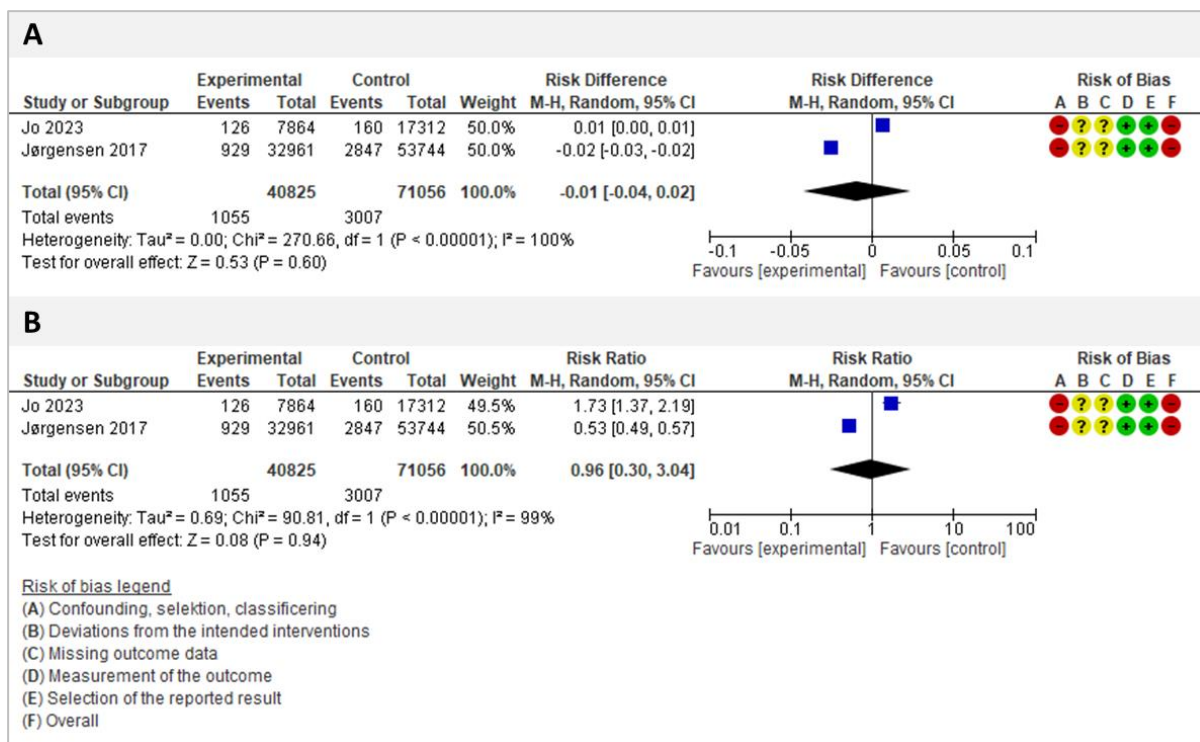 A
Experimental Control Risk Difference Risk Difference Risk of Bias
Study or Subgroup Events Total Events Total Weight M-H, Random, 95% CI M-H, Random, 95% CI A B C D E F
Jo 2023 126 7864 160 17312 50.0% 0.01 [0.00, 0.01] - ? ? + + -
Jørgensen 2017 929 32961 2847 53744 50.0% -0.02 [-0.03, -0.02] - ? ? + + -
Total (95% CI) 40825 71056 100.0% -0.01 [-0.04, 0.02]
Total events 1055 3007
Heterogeneity: Tau² = 0.00; Chi² = 270.66, df = 1 (P < 0.00001); I² = 100%
Test for overall effect: Z = 0.53 (P = 0.60)
-0.1 -0.05 0 0.05 0.1
Favours [experimental] Favours [control]
B
Experimental Control Risk Ratio Risk Ratio Risk of Bias
Study or Subgroup Events Total Events Total Weight M-H, Random, 95% CI M-H, Random, 95% CI A B C D E F
Jo 2023 126 7864 160 17312 49.5% 1.73 [1.37, 2.19] - ? ? + + -
Jørgensen 2017 929 32961 2847 53744 50.5% 0.53 [0.49, 0.57] - ? ? + + -
Total (95% CI) 40825 71056 100.0% 0.96 [0.30, 3.04]
Total events 1055 3007
Heterogeneity: Tau² = 0.69; Chi² = 90.81, df = 1 (P < 0.00001); I² = 99%
Test for overall effect: Z = 0.08 (P = 0.94)
0.01 0.1 1 10 100
Favours [experimental] Favours [control]
Risk of bias legend
(A) Confounding, selektion, classificering
(B) Deviations from the intended interventions
(C) Missing outcome data
(D) Measurement of the outcome
(E) Selection of the reported result
(F) Overall